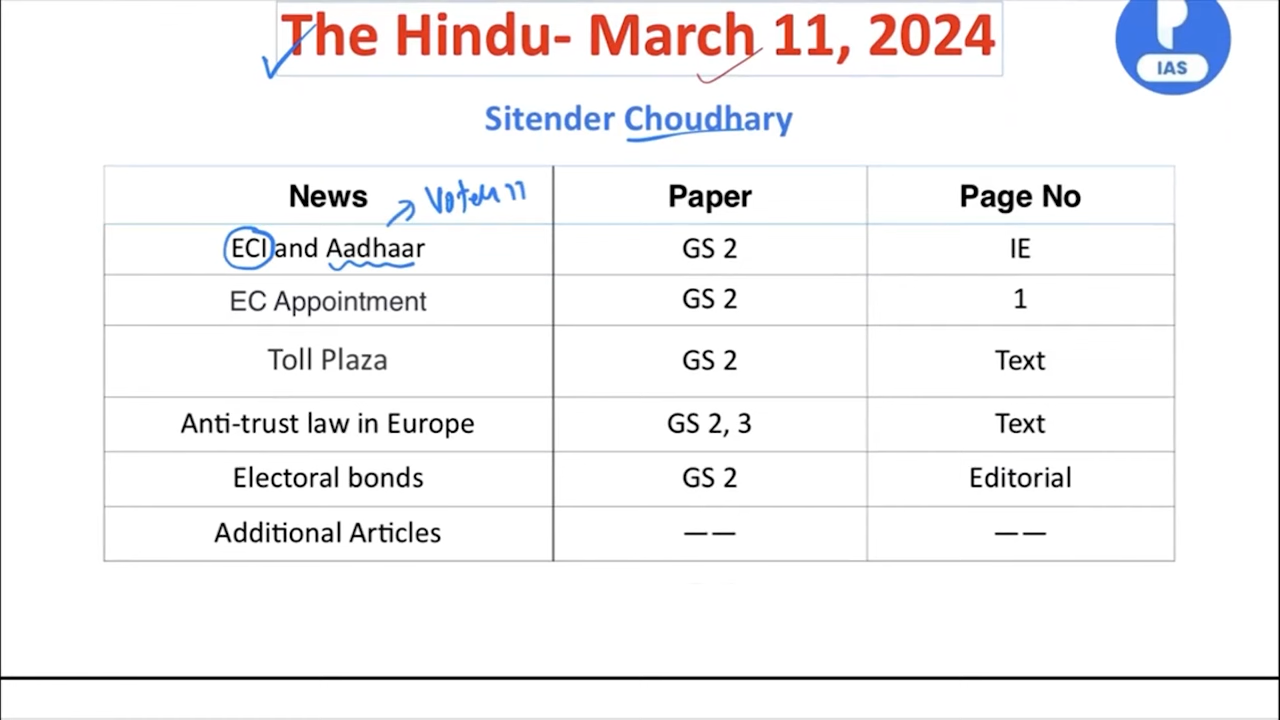 The Hindu- March 11, 2024
IAS
Sitender Choudhary
News Paper Page No
ECI and Aadhaar GS 2 IE
EC Appointment GS 2 1
Toll Plaza GS 2 Text
Anti-trust law in Europe GS 2, 3 Text
Electoral bonds GS 2 Editorial
Additional Articles —— ——